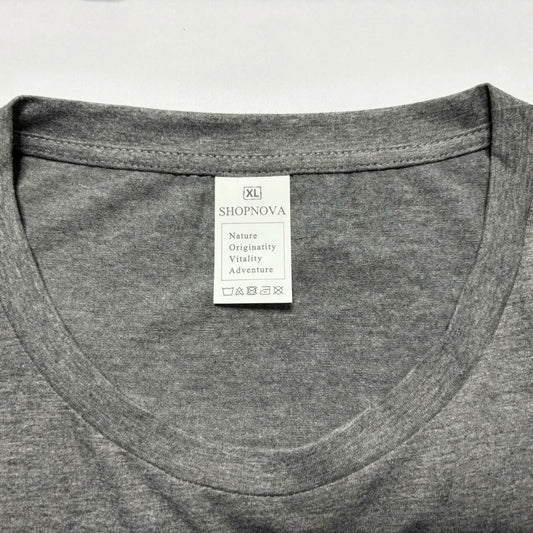 XL
SHOPNOVA
Nature
Originatity
Vitality
Adventure